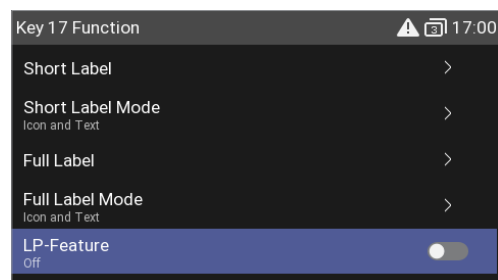 Key 17 Function 3 17:00
Short Label
Short Label Mode
Icon and Text
Full Label
Full Label Mode
Icon and Text
LP-Feature
Off